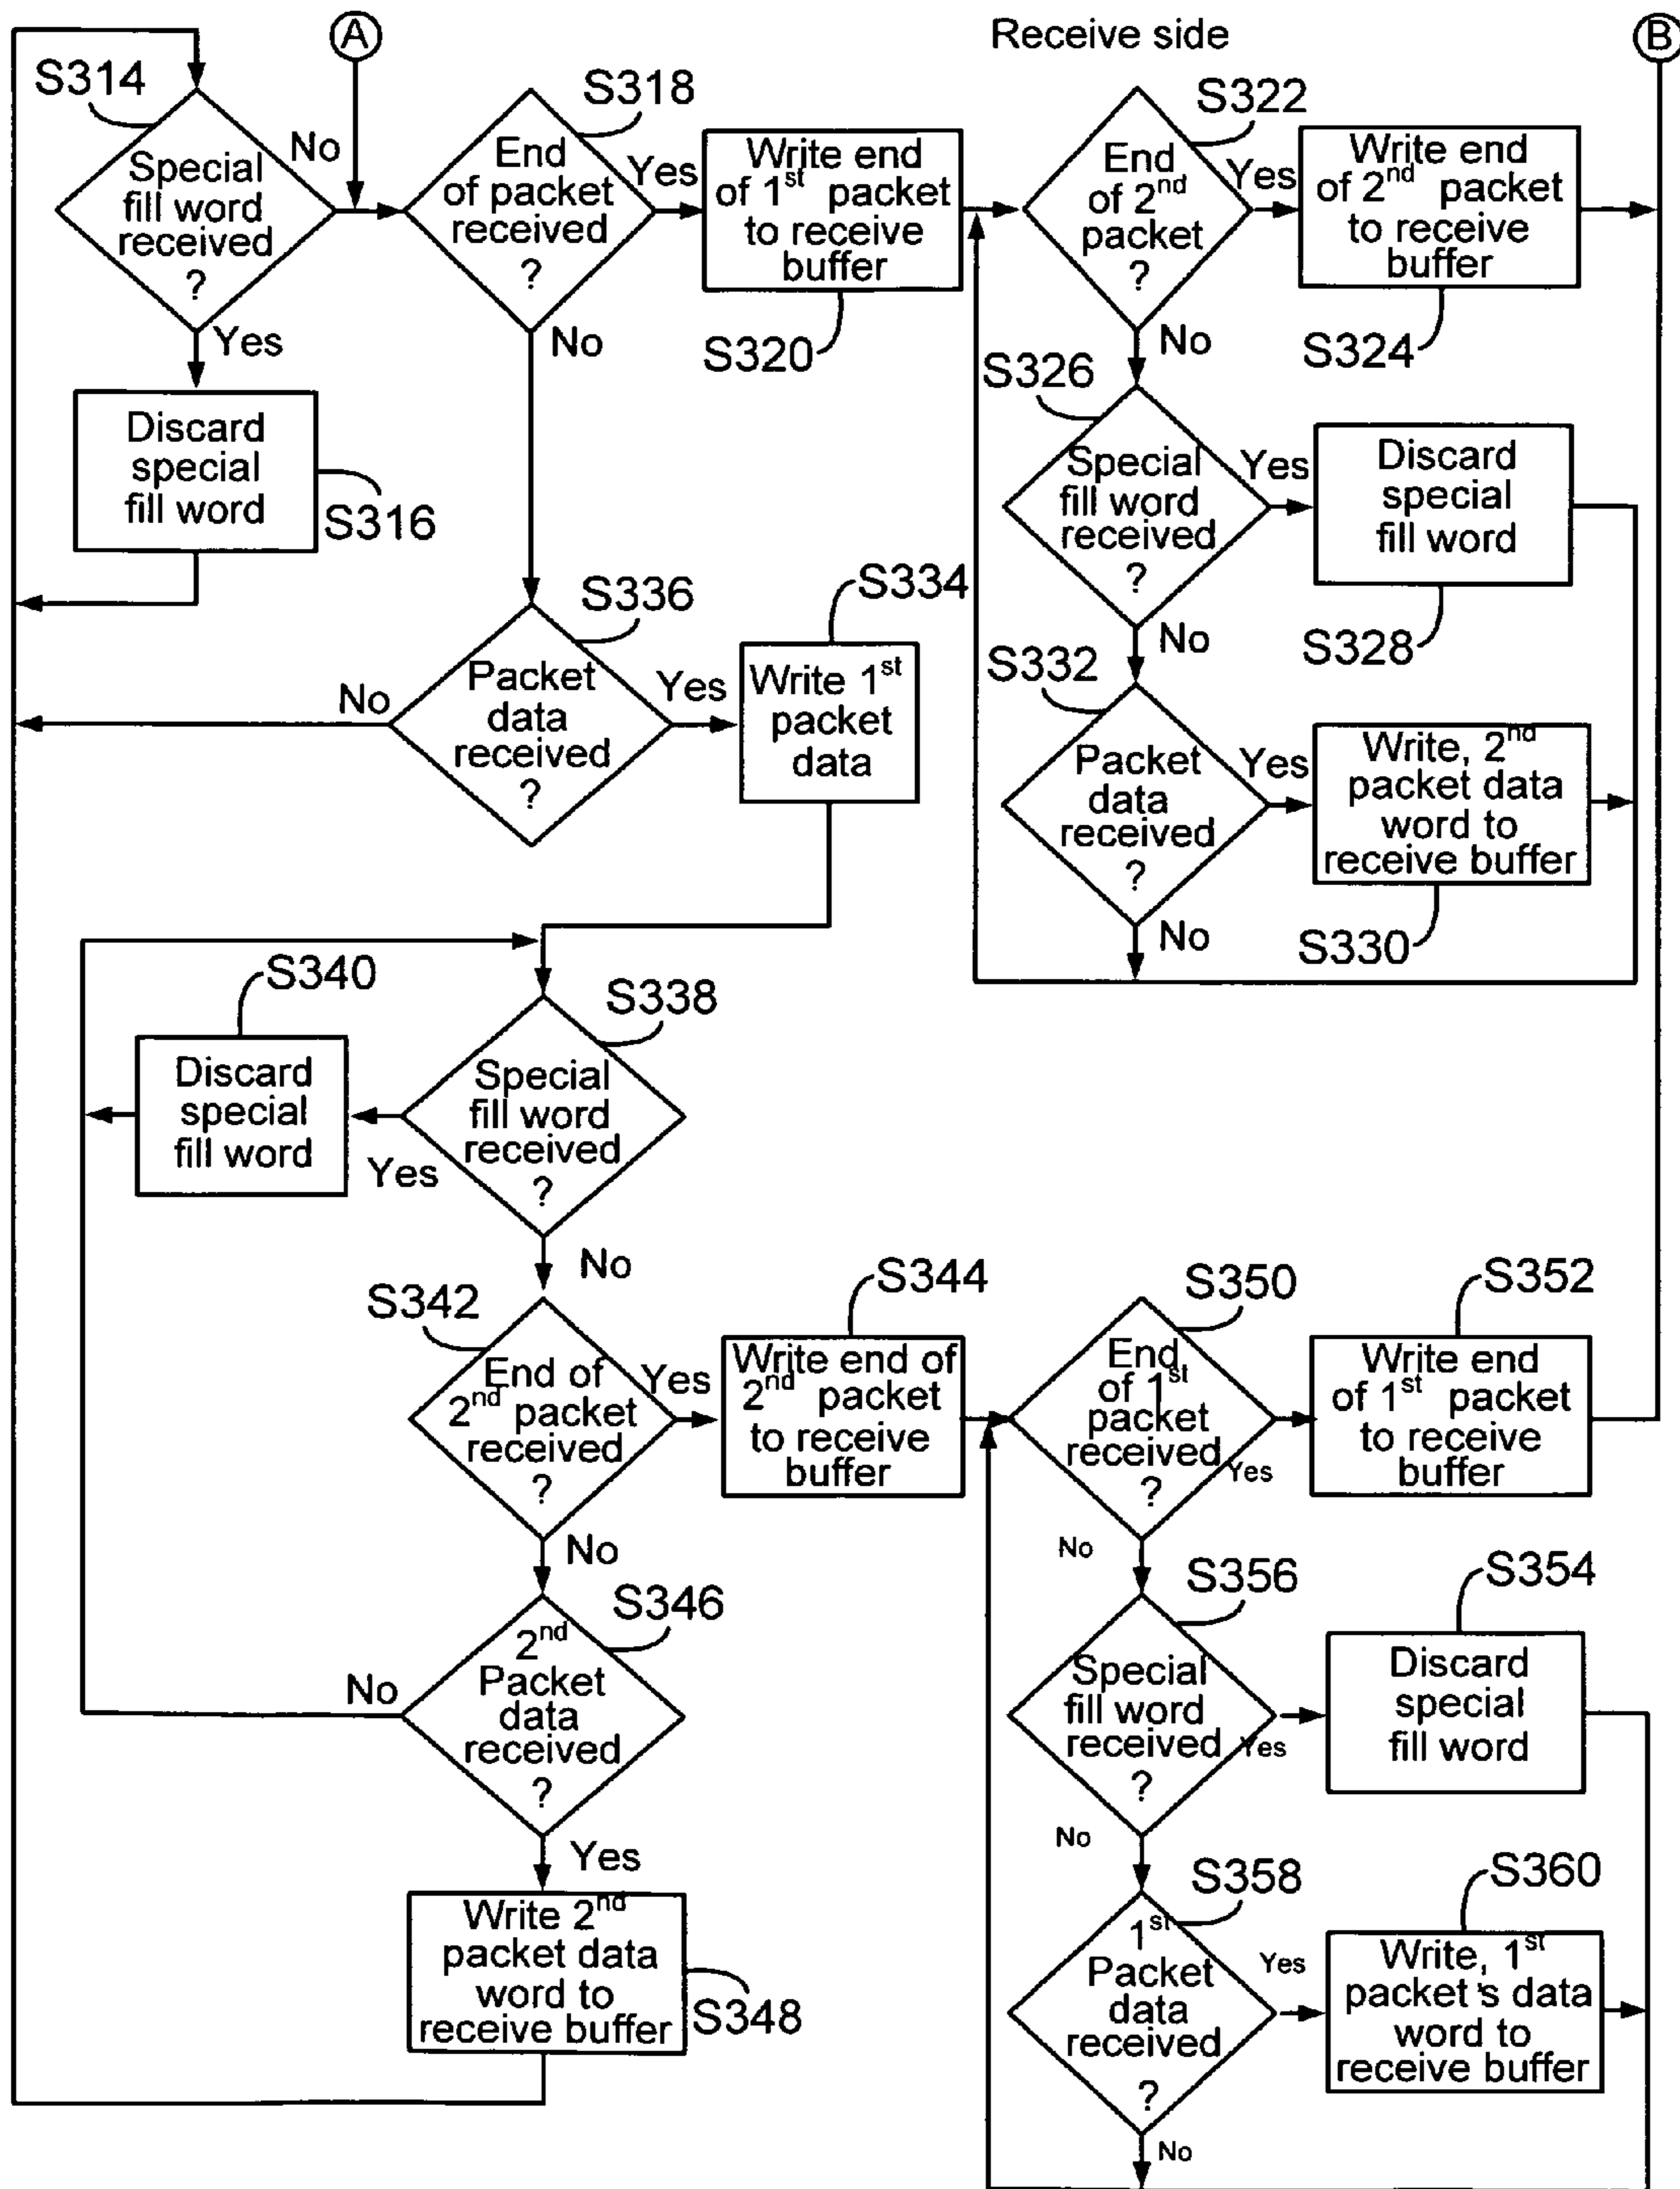 A
Receive side
B
S314
Special
fill word
received
?
No
Yes
Discard
special
fill word
S316
S318
End
of packet
received
?
Yes
No
Write end
of 1st packet
to receive
buffer
S320
S322
End
of 2nd
packet
?
Yes
No
Write end
of 2nd packet
to receive
buffer
S324
S326
Special
fill word
received
?
Yes
No
Discard
special
fill word
S328
S332
Packet
data
received
?
Yes
No
Write, 2nd
packet data
word to
receive buffer
S330
S336
Packet
data
received
?
No
Yes
S334
Write 1st
packet
data
S340
Discard
special
fill word
S338
Special
fill word
received
?
Yes
No
S342
End of
2nd packet
received
?
Yes
No
S344
Write end of
2nd packet
to receive
buffer
S346
2nd
Packet
data
received
?
No
Yes
Write 2nd
packet data
word to
receive buffer
S348
S350
End
of 1st
packet
received
?
Yes
No
S352
Write end
of 1st packet
to receive
buffer
S356
Special
fill word
received
?
Yes
No
S354
Discard
special
fill word
S358
1st
Packet
data
received
?
Yes
No
S360
Write, 1st
packet's data
word to
receive buffer